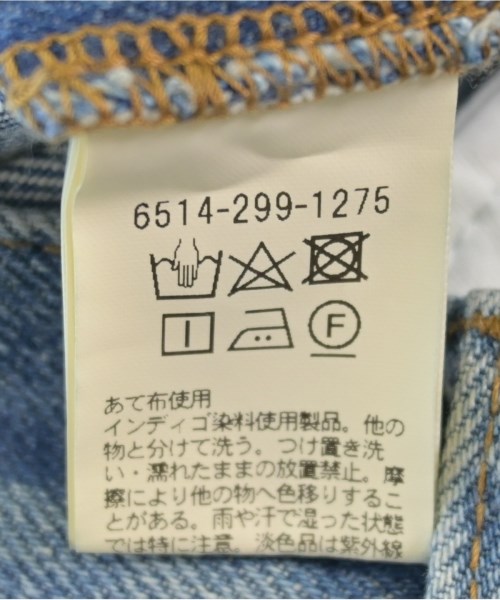 6514-299-1275
F
あて布使用
インディゴ染料使用製品。他の
物と分けて洗う。つけ置き洗
い・濡れたままの放置禁止。摩
擦により他の物へ色移りするこ
とがある。雨や汗で湿った状態
では特に注意。淡色品は紫外線